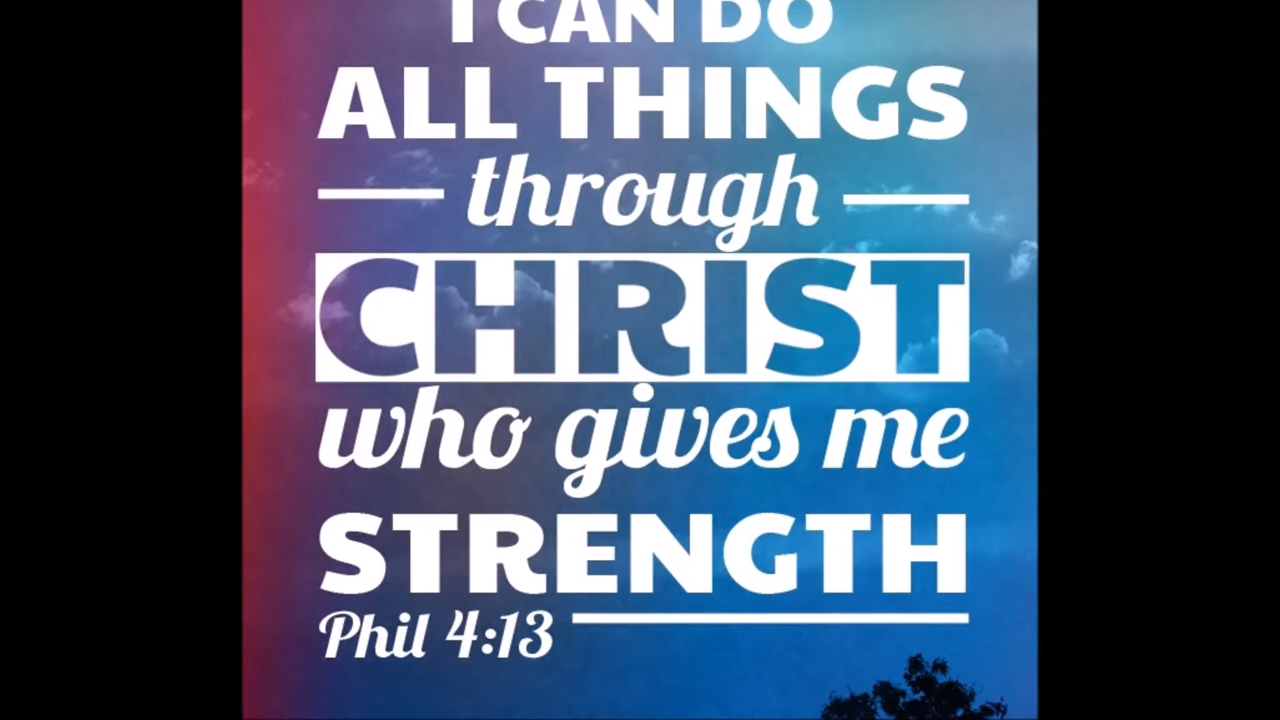 I CAN DO
ALL THINGS
through
CHRIST
who gives me
STRENGTH
Phil 4:13